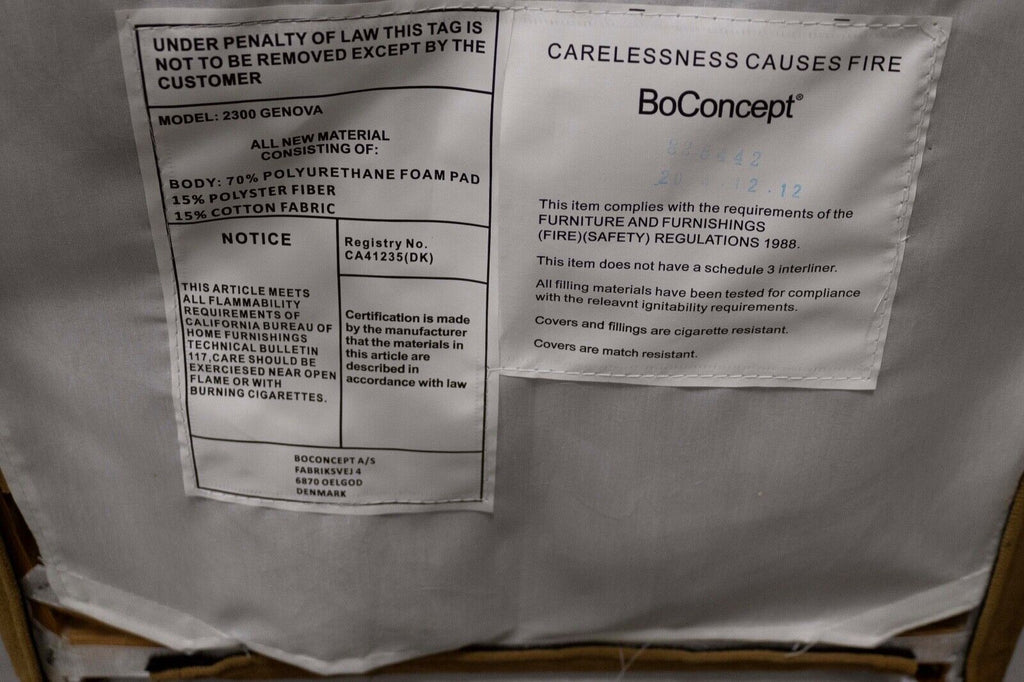 UNDER PENALTY OF LAW THIS TAG IS
NOT TO BE REMOVED EXCEPT BY THE
CUSTOMER
MODEL: 2300 GENOVA
ALL NEW MATERIAL
CONSISTING OF:
BODY: 70% POLYURETHANE FOAM PAD
15% POLYSTER FIBER
15% COTTON FABRIC
NOTICE
THIS ARTICLE MEETS
ALL FLAMMABILITY
REQUIREMENTS OF
CALIFORNIA BUREAU OF
HOME FURNISHINGS
TECHNICAL BULLETIN
117,CARE SHOULD BE
EXERCIESED NEAR OPEN
FLAME OR WITH
BURNING CIGARETTES.
Registry No.
CA41235(DK)
Certification is made
by the manufacturer
that the materials in
this article are
described in
accordance with law
BOCONCEPT A/S
FABRIKSVEJ 4
6870 OELGOD
DENMARK
CARELESSNESS CAUSES FIRE
BoConcept®
This item complies with the requirements of the
FURNITURE AND FURNISHINGS
(FIRE)(SAFETY) REGULATIONS 1988.
This item does not have a schedule 3 interliner.
All filling materials have been tested for compliance
with the releavnt ignitability requirements.
Covers and fillings are cigarette resistant.
Covers are match resistant.